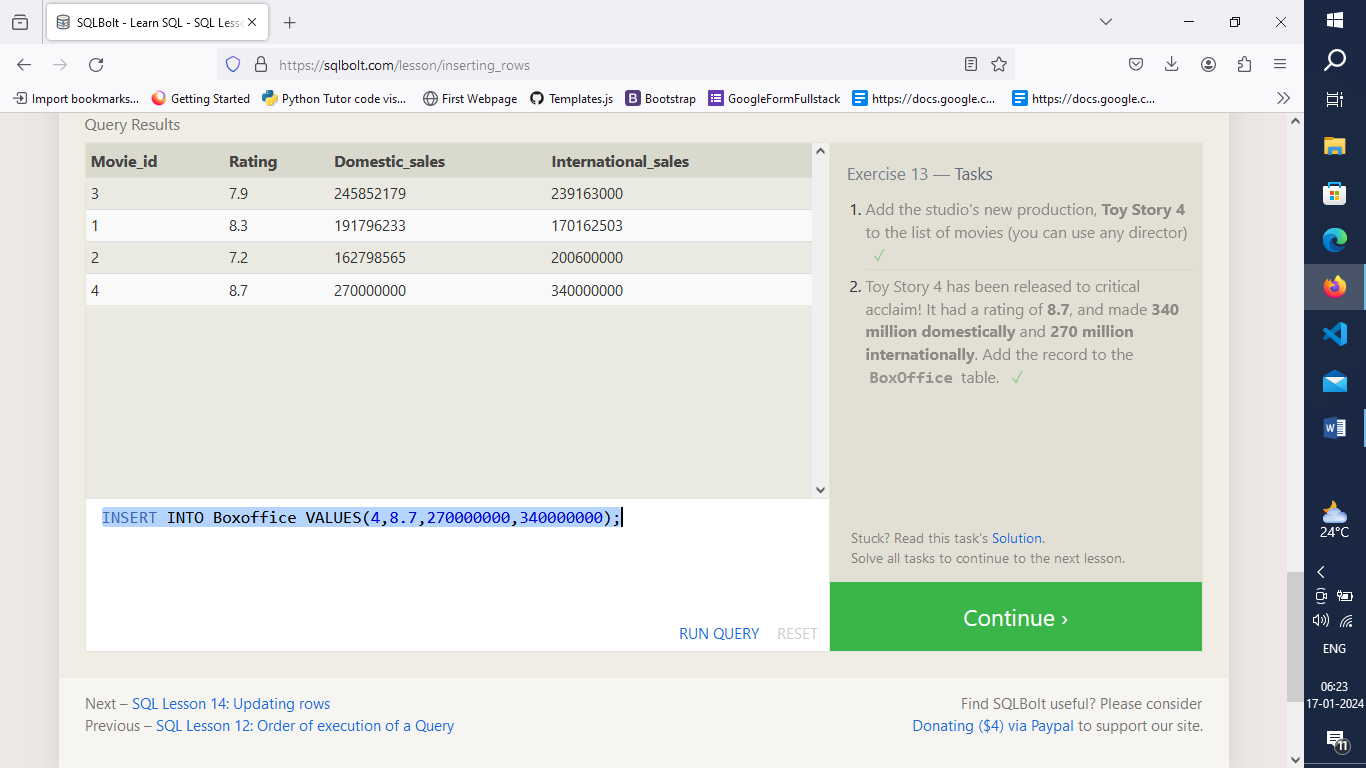 SQLBolt - Learn SQL - SQL Less
https://sqlbolt.com/lesson/inserting_rows
Import bookmarks... Getting Started Python Tutor code vis... First Webpage Templates.js Bootstrap GoogleFormFullstack https://docs.google.c... https://docs.google.c...
Query Results
Movie_id Rating Domestic_sales International_sales
3 7.9 245852179 239163000
1 8.3 191796233 170162503
2 7.2 162798565 200600000
4 8.7 270000000 340000000
INSERT INTO Boxoffice VALUES(4,8.7,270000000,340000000);
RUN QUERY RESET
Exercise 13 — Tasks
1. Add the studio's new production, Toy Story 4
to the list of movies (you can use any director)
✓
2. Toy Story 4 has been released to critical
acclaim! It had a rating of 8.7, and made 340
million domestically and 270 million
internationally. Add the record to the
BoxOffice table. ✓
Stuck? Read this task's Solution.
Solve all tasks to continue to the next lesson.
Continue ›
Next – SQL Lesson 14: Updating rows
Previous – SQL Lesson 12: Order of execution of a Query
Find SQLBolt useful? Please consider
Donating ($4) via Paypal to support our site.
24°C
ENG
06:23
17-01-2024
11